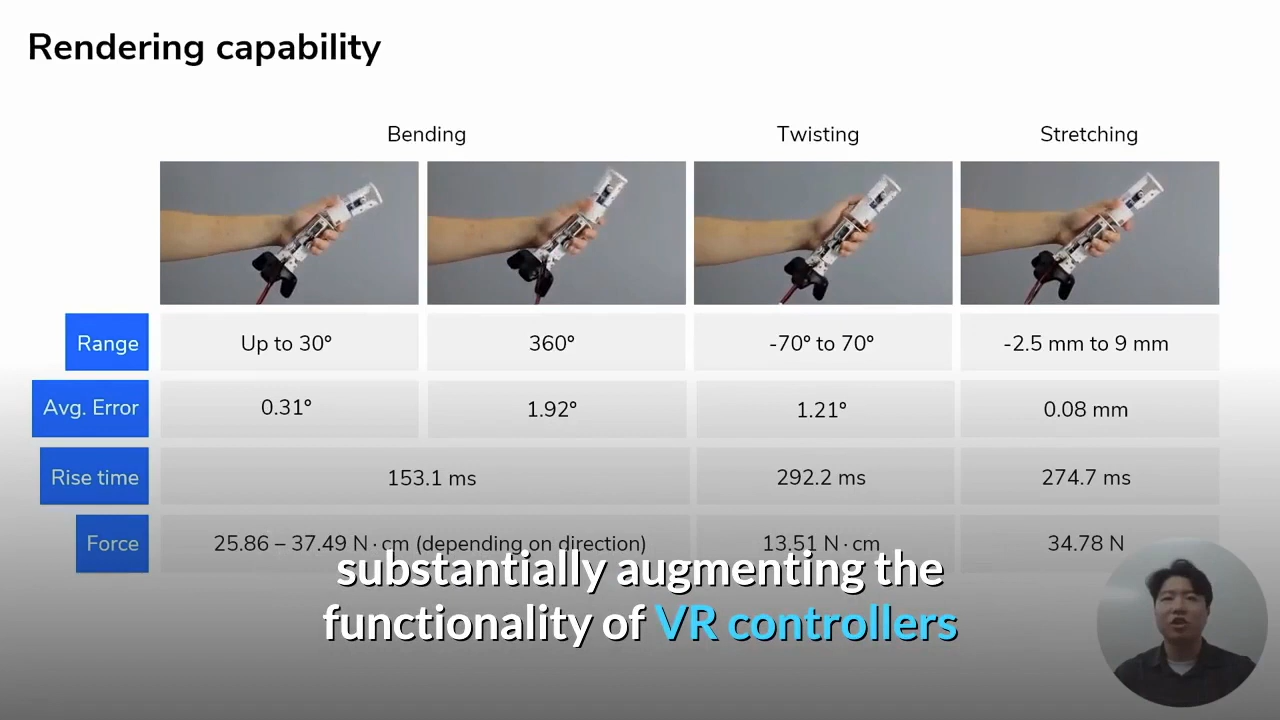 Rendering capability
Bending Twisting Stretching
Range Up to 30° 360° -70° to 70° -2.5 mm to 9 mm
Avg. Error 0.31° 1.92° 1.21° 0.08 mm
Rise time 153.1 ms 292.2 ms 274.7 ms
Force 25.86 – 37.49 N · cm (depending on direction) 13.51 N · cm 34.78 N
substantially augmenting the
functionality of VR controllers